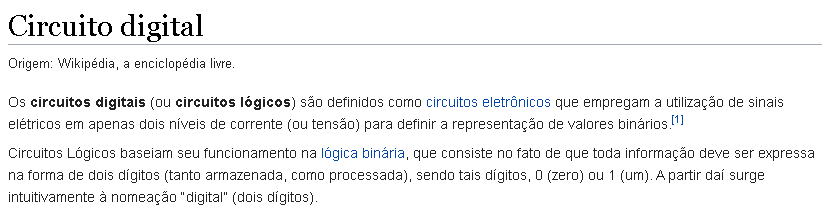 Circuito digital
Origem: Wikipédia, a enciclopédia livre.
Os circuitos digitais (ou circuitos lógicos) são definidos como circuitos eletrônicos que empregam a utilização de sinais
elétricos em apenas dois níveis de corrente (ou tensão) para definir a representação de valores binários.[1]
Circuitos Lógicos baseiam seu funcionamento na lógica binária, que consiste no fato de que toda informação deve ser expressa
na forma de dois dígitos (tanto armazenada, como processada), sendo tais dígitos, 0 (zero) ou 1 (um). A partir daí surge
intuitivamente à nomeação "digital" (dois dígitos).